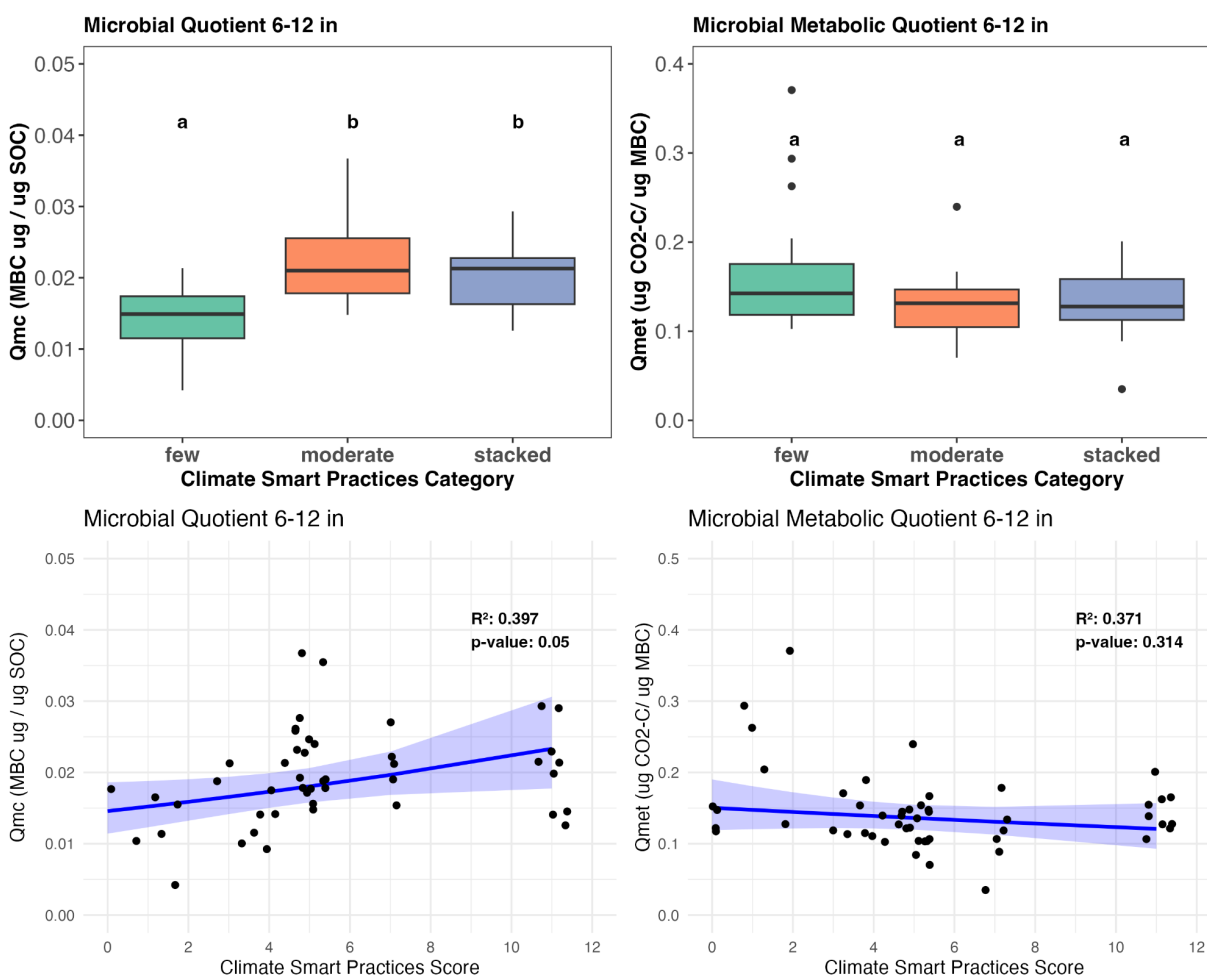 Microbial Quotient 6-12 in
Qmc (MBC ug / ug SOC)
0.05
0.04
0.03
0.02
0.01
0.00
a
b
b
few
moderate
stacked
Climate Smart Practices Category
Microbial Metabolic Quotient 6-12 in
Qmet (ug CO2-C/ ug MBC)
0.4
0.3
0.2
0.1
0.0
a
a
a
few
moderate
stacked
Climate Smart Practices Category
Microbial Quotient 6-12 in
Qmc (MBC ug / ug SOC)
0.05
0.04
0.03
0.02
0.01
0.00
R²: 0.397
p-value: 0.05
0 2 4 6 8 10 12
Climate Smart Practices Score
Microbial Metabolic Quotient 6-12 in
Qmet (ug CO2-C/ ug MBC)
0.5
0.4
0.3
0.2
0.1
0.0
R²: 0.371
p-value: 0.314
0 2 4 6 8 10 12
Climate Smart Practices Score